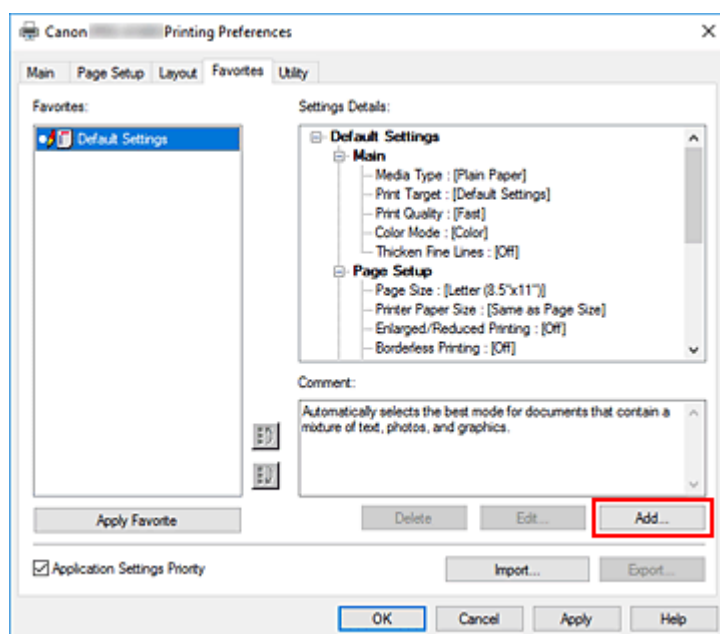 Canon Printing Preferences
Main Page Setup Layout Favorites Utility
Favorites:
Default Settings
Settings Details:
Default Settings
Main
Media Type : [Plain Paper]
Print Target : [Default Settings]
Print Quality : [Fast]
Color Mode : [Color]
Thicken Fine Lines : [Off]
Page Setup
Page Size : [Letter (8.5"x11")]
Printer Paper Size : [Same as Page Size]
Enlarged/Reduced Printing : [Off]
Borderless Printing : [Off]
Comment:
Automatically selects the best mode for documents that contain a
mixture of text, photos, and graphics.
Apply Favorite
Delete Edit... Add...
Application Settings Priority
Import... Export...
OK Cancel Apply Help